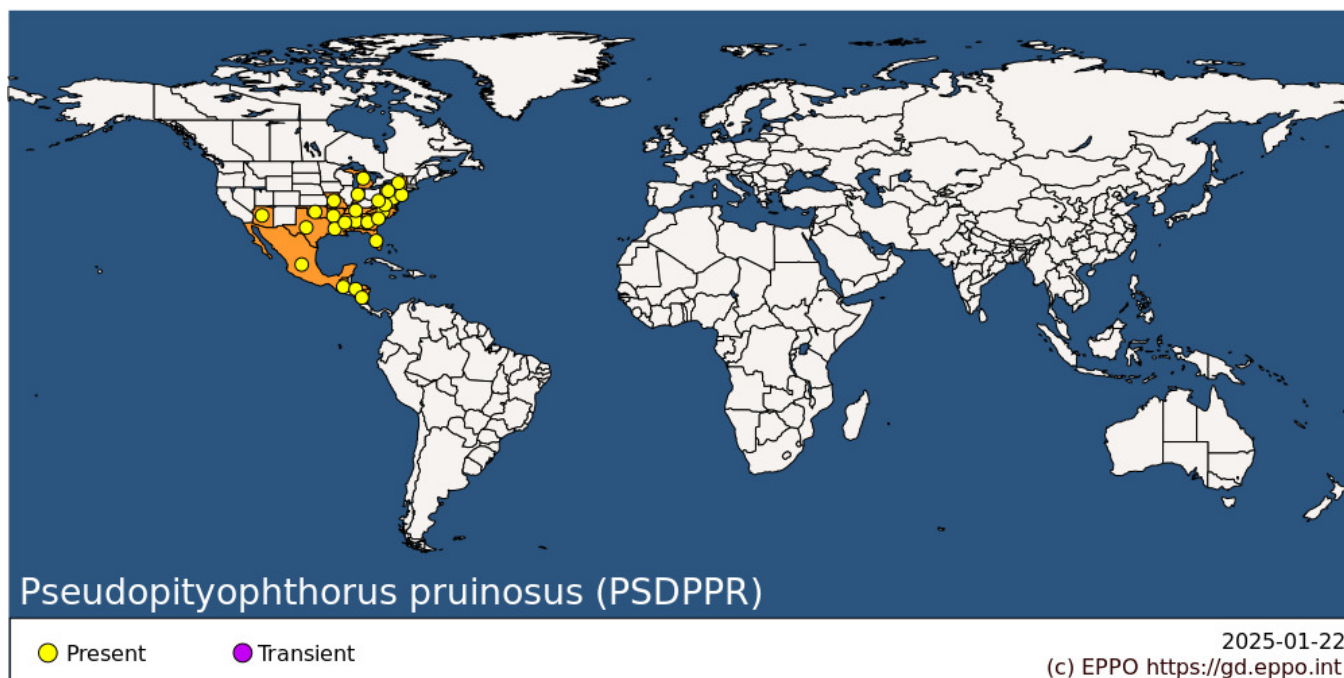 Pseudopityophthorus pruinosus (PSDPPR)
Present
Transient
2025-01-22
(c) EPPO https://gd.eppo.int